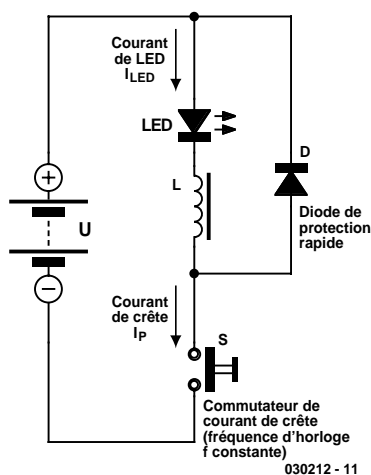 Courant
de LED
ILED
LED
D
L
Diode de
protection
rapide
+
U
−
Courant
de crête
IP
S
Commutateur de
courant de crête
(fréquence d'horloge
f constante)
030212 - 11